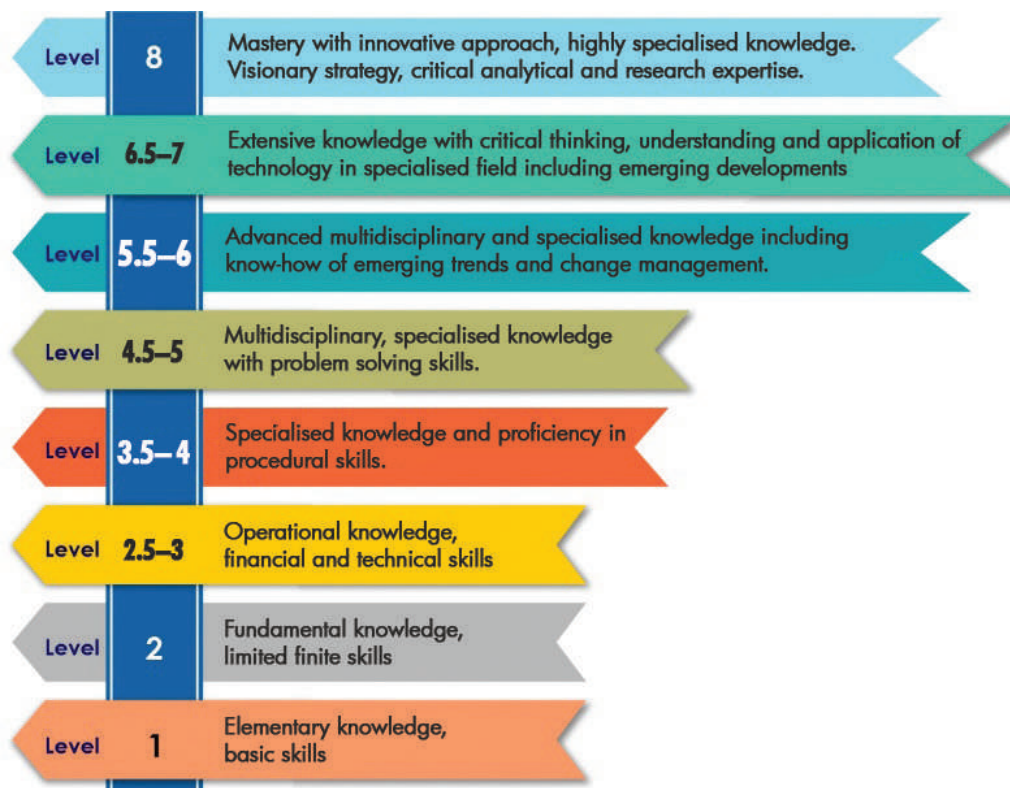 Level 8 Mastery with innovative approach, highly specialised knowledge.
Visionary strategy, critical analytical and research expertise.
Level 6.5–7 Extensive knowledge with critical thinking, understanding and application of
technology in specialised field including emerging developments
Level 5.5–6 Advanced multidisciplinary and specialised knowledge including
know-how of emerging trends and change management.
Level 4.5–5 Multidisciplinary, specialised knowledge
with problem solving skills.
Level 3.5–4 Specialised knowledge and proficiency in
procedural skills.
Level 2.5–3 Operational knowledge,
financial and technical skills
Level 2 Fundamental knowledge,
limited finite skills
Level 1 Elementary knowledge,
basic skills